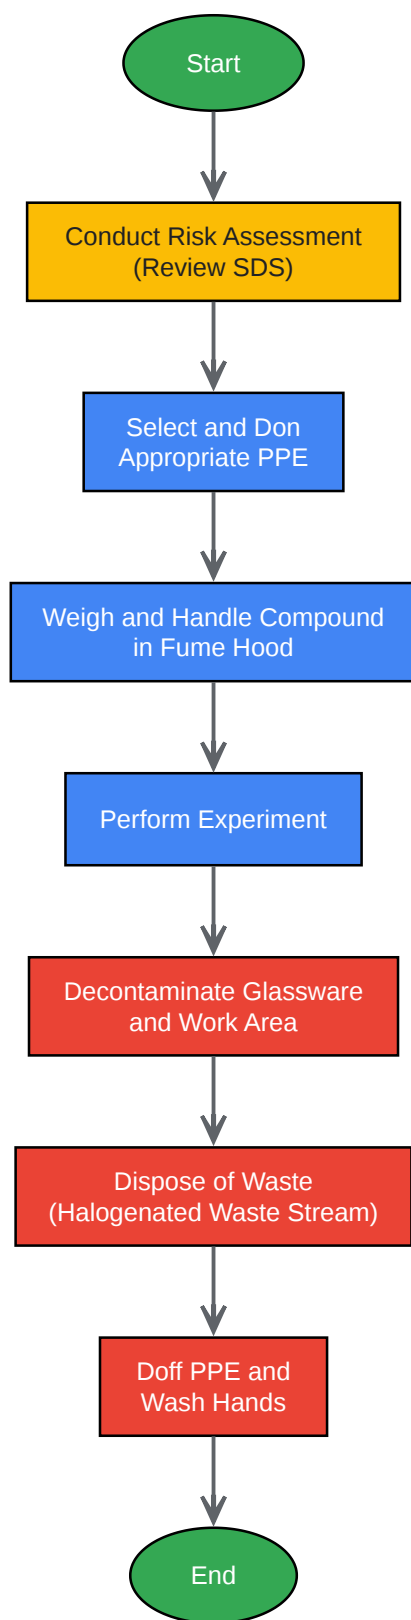 Start
Conduct Risk Assessment
(Review SDS)
Select and Don
Appropriate PPE
Weigh and Handle Compound
in Fume Hood
Perform Experiment
Decontaminate Glassware
and Work Area
Dispose of Waste
(Halogenated Waste Stream)
Doff PPE and
Wash Hands
End